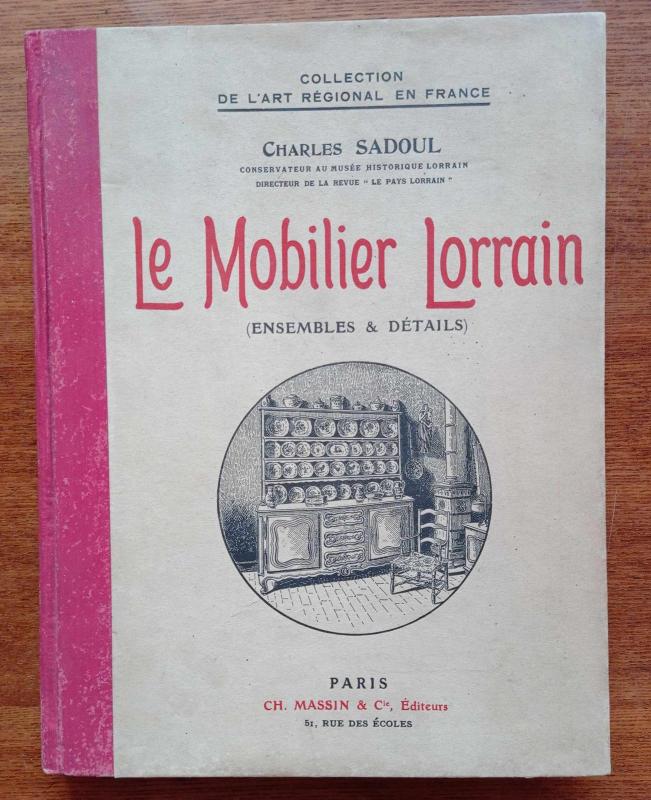 COLLECTION
DE L'ART RÉGIONAL EN FRANCE
CHARLES SADOUL
CONSERVATEUR AU MUSÉE HISTORIQUE LORRAIN
DIRECTEUR DE LA REVUE "LE PAYS LORRAIN"
Le Mobilier Lorrain
(ENSEMBLES & DÉTAILS)
PARIS
CH. MASSIN & Cie, Éditeurs
51, RUE DES ÉCOLES